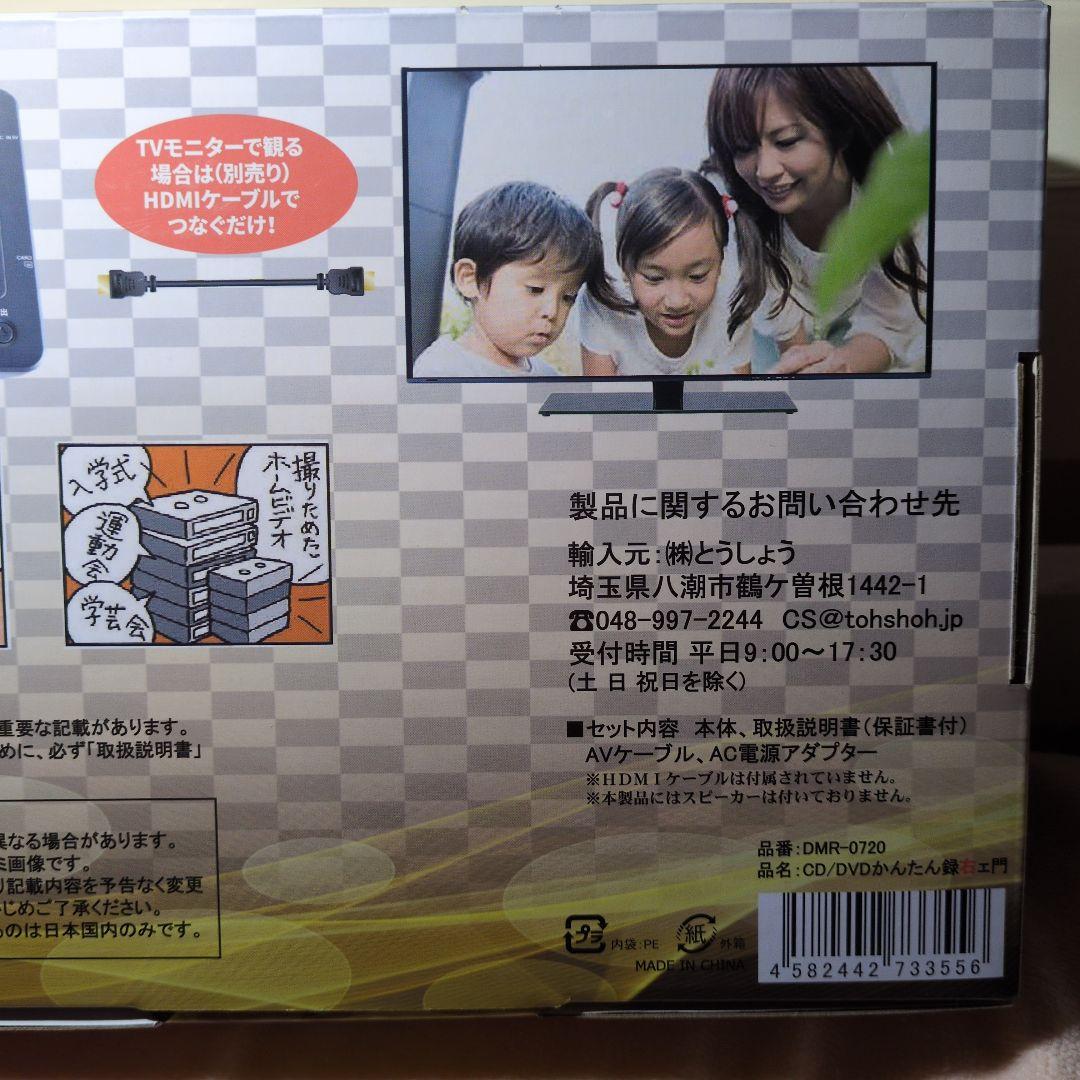 TVモニターで観る
場合は(別売り)
HDMIケーブルで
つなぐだけ!
CARD
出
入学式
運動会
学芸会
撮りためた
ホームビデオ
製品に関するお問い合わせ先
輸入元:㈱とうしょう
埼玉県八潮市鶴ケ曽根1442-1
☎048-997-2244 CS@tohshoh.jp
受付時間 平日9:00〜17:30
(土 日 祝日を除く)
重要な記載があります。
めに、必ず「取扱説明書」
■セット内容 本体、取扱説明書(保証書付)
AVケーブル、AC電源アダプター
※HDMIケーブルは付属されていません。
※本製品にはスピーカーは付いておりません。
異なる場合があります。
ミ画像です。
り記載内容を予告なく変更
じめご了承ください。
ものは日本国内のみです。
品番:DMR-0720
品名:CD/DVDかんたん録右ェ門
プラ 内袋:PE 紙 外箱
MADE IN CHINA
4 582442 733556